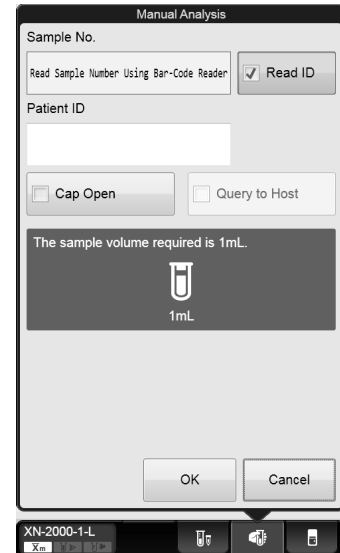 Manual Analysis
Sample No.
Read Sample Number Using Bar-Code Reader
Read ID
Patient ID
Cap Open
Query to Host
The sample volume required is 1mL.
1mL
OK
Cancel
XN-2000-1-L
Xm